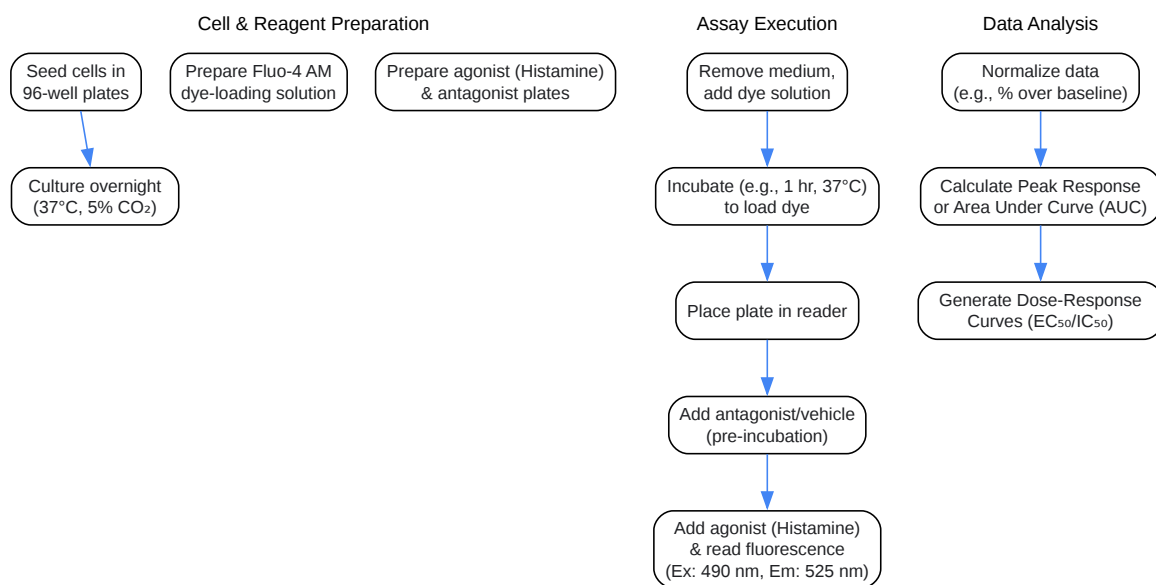 Cell & Reagent Preparation
Seed cells in
96-well plates
Prepare Fluo-4 AM
dye-loading solution
Prepare agonist (Histamine)
& antagonist plates
Culture overnight
(37°C, 5% CO₂)
Assay Execution
Remove medium,
add dye solution
Incubate (e.g., 1 hr, 37°C)
to load dye
Place plate in reader
Add antagonist/vehicle
(pre-incubation)
Add agonist (Histamine)
& read fluorescence
(Ex: 490 nm, Em: 525 nm)
Data Analysis
Normalize data
(e.g., % over baseline)
Calculate Peak Response
or Area Under Curve (AUC)
Generate Dose-Response
Curves (EC₅₀/IC₅₀)